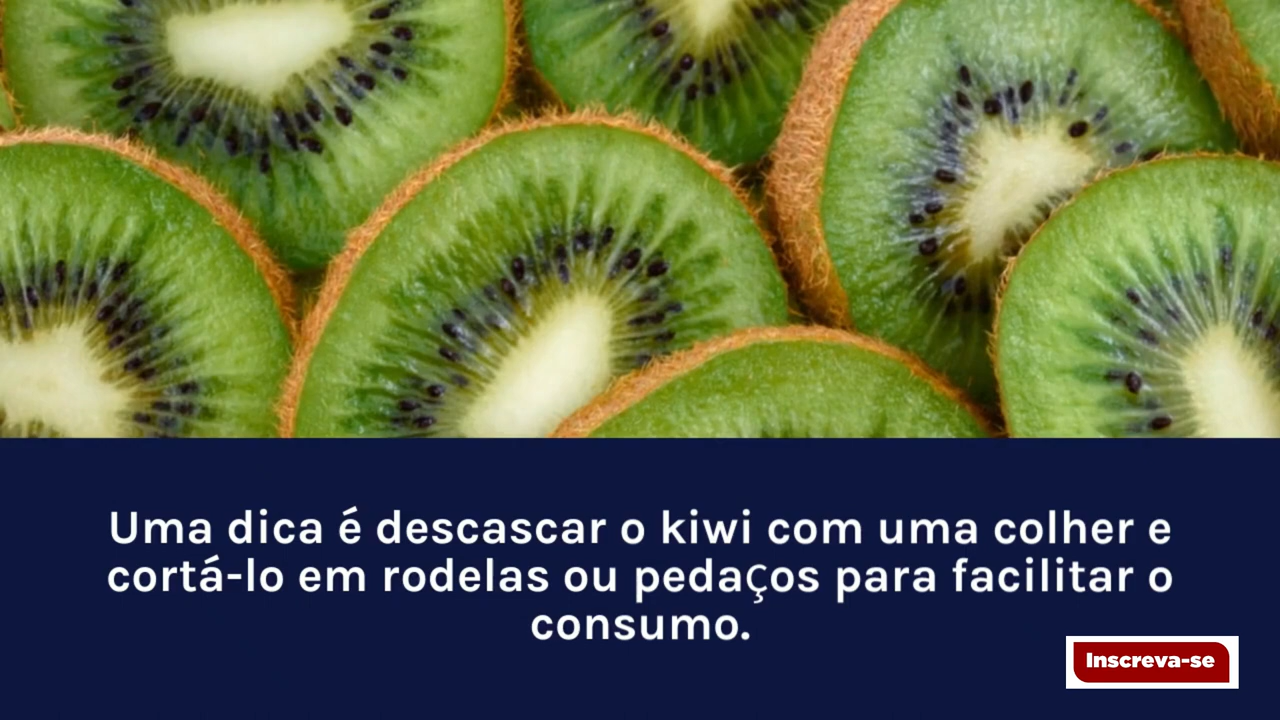 Uma dica é descascar o kiwi com uma colher e
cortá-lo em rodelas ou pedaços para facilitar o
consumo.
Inscreva-se